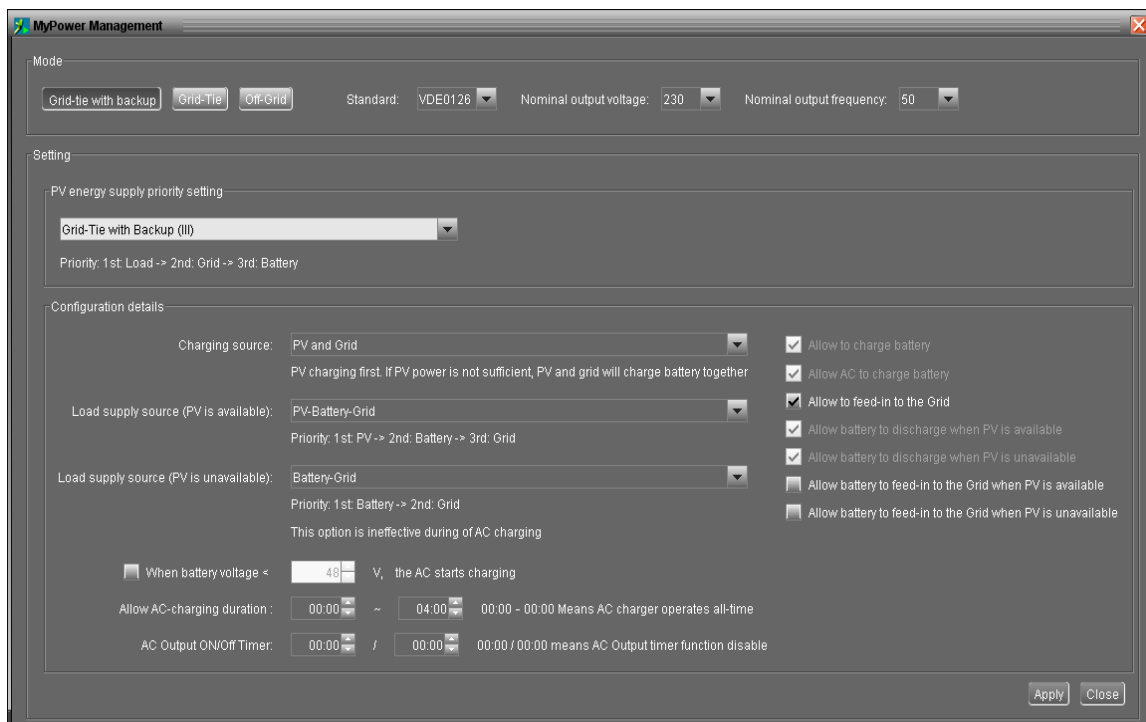 MyPower Management
Mode
Grid-tie with backup Grid-Tie Off-Grid Standard: VDE0126 Nominal output voltage: 230 Nominal output frequency: 50
Setting
PV energy supply priority setting
Grid-Tie with Backup (III)
Priority: 1st: Load -> 2nd: Grid -> 3rd: Battery
Configuration details
Charging source: PV and Grid
PV charging first. If PV power is not sufficient, PV and grid will charge battery together
Load supply source (PV is available): PV-Battery-Grid
Priority: 1st: PV -> 2nd: Battery -> 3rd: Grid
Load supply source (PV is unavailable): Battery-Grid
Priority: 1st: Battery -> 2nd: Grid
This option is ineffective during of AC charging
Allow to charge battery
Allow AC to charge battery
Allow to feed-in to the Grid
Allow battery to discharge when PV is available
Allow battery to discharge when PV is unavailable
Allow battery to feed-in to the Grid when PV is available
Allow battery to feed-in to the Grid when PV is unavailable
When battery voltage < 48 V, the AC starts charging
Allow AC-charging duration : 00:00 ~ 04:00 00:00 - 00:00 Means AC charger operates all-time
AC Output ON/Off Timer: 00:00 / 00:00 00:00 / 00:00 means AC Output timer function disable
Apply Close